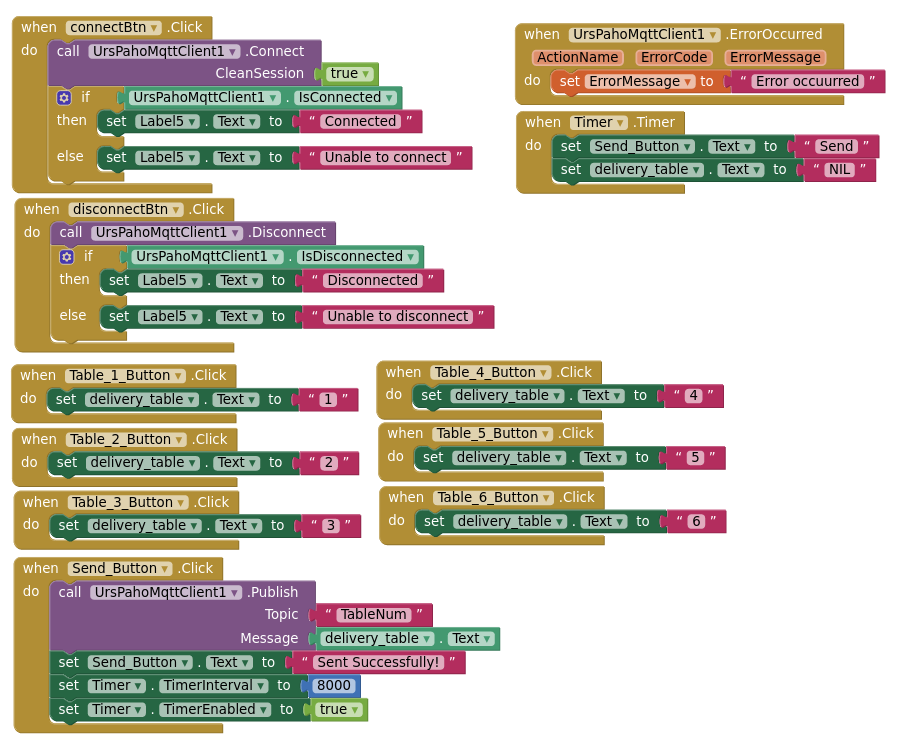 when connectBtn .Click
do call UrsPahoMqttClient1 .Connect
CleanSession true
if UrsPahoMqttClient1 . IsConnected
then set Label5 . Text to “ Connected ”
else set Label5 . Text to “ Unable to connect ”
when disconnectBtn .Click
do call UrsPahoMqttClient1 .Disconnect
if UrsPahoMqttClient1 . IsDisconnected
then set Label5 . Text to “ Disconnected ”
else set Label5 . Text to “ Unable to disconnect ”
when UrsPahoMqttClient1 .ErrorOccurred
ActionName ErrorCode ErrorMessage
do set ErrorMessage to “ Error occuurred ”
when Timer .Timer
do set Send_Button . Text to “ Send ”
set delivery_table . Text to “ NIL ”
when Table_1_Button .Click
do set delivery_table . Text to “ 1 ”
when Table_2_Button .Click
do set delivery_table . Text to “ 2 ”
when Table_3_Button .Click
do set delivery_table . Text to “ 3 ”
when Table_4_Button .Click
do set delivery_table . Text to “ 4 ”
when Table_5_Button .Click
do set delivery_table . Text to “ 5 ”
when Table_6_Button .Click
do set delivery_table . Text to “ 6 ”
when Send_Button .Click
do call UrsPahoMqttClient1 .Publish
Topic “ TableNum ”
Message delivery_table . Text
set Send_Button . Text to “ Sent Successfully! ”
set Timer . TimerInterval to 8000
set Timer . TimerEnabled to true